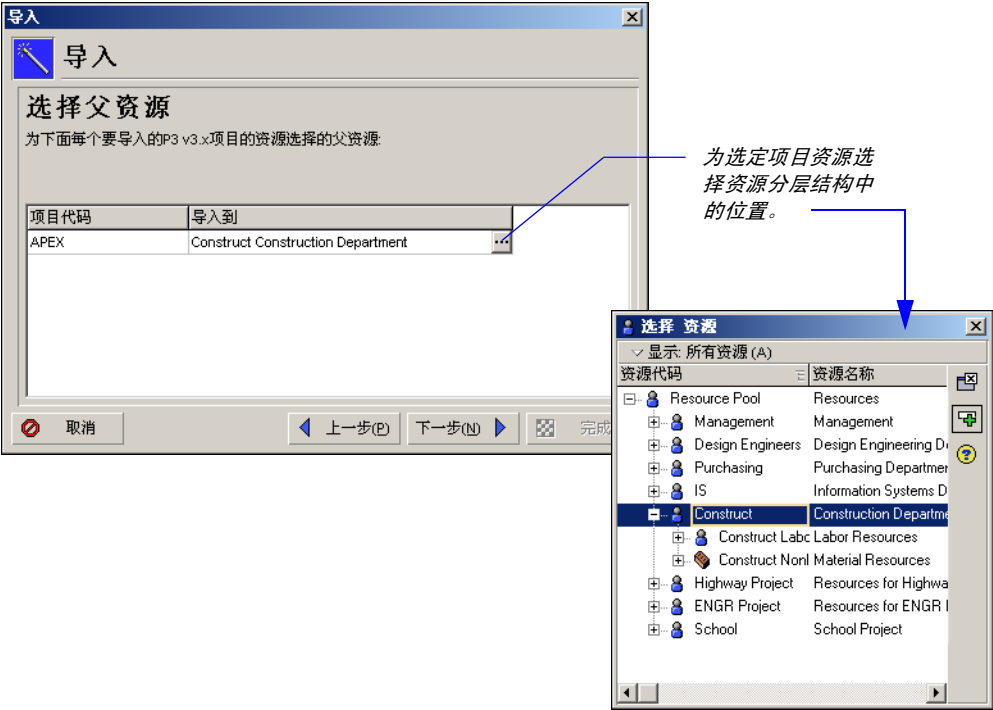 导入
导入
选择父资源
为下面每个要导入的P3 v3.x项目的资源选择的父资源:
项目代码 导入到
APEX Construct Construction Department
取消 上一步(P) 下一步(N) 完成
为选定项目资源选
择资源分层结构中
的位置。
选择 资源
显示: 所有资源 (A)
资源代码 资源名称
Resource Pool Resources
Management Management
Design Engineers Design Engineering D
Purchasing Purchasing Departmer
IS Information Systems D
Construct Construction Departme
Construct Labc Labor Resources
Construct Nonl Material Resources
Highway Project Resources for Highwa
ENGR Project Resources for ENGR
School School Project